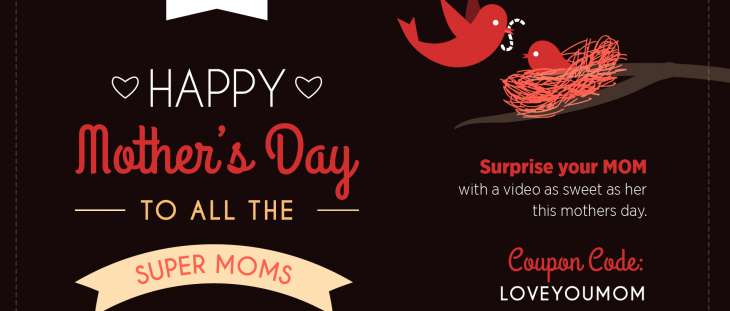 HAPPY
Mother's Day
TO ALL THE
SUPER MOMS
Surprise your MOM
with a video as sweet as her
this mothers day.
Coupon Code:
LOVEYOUMOM